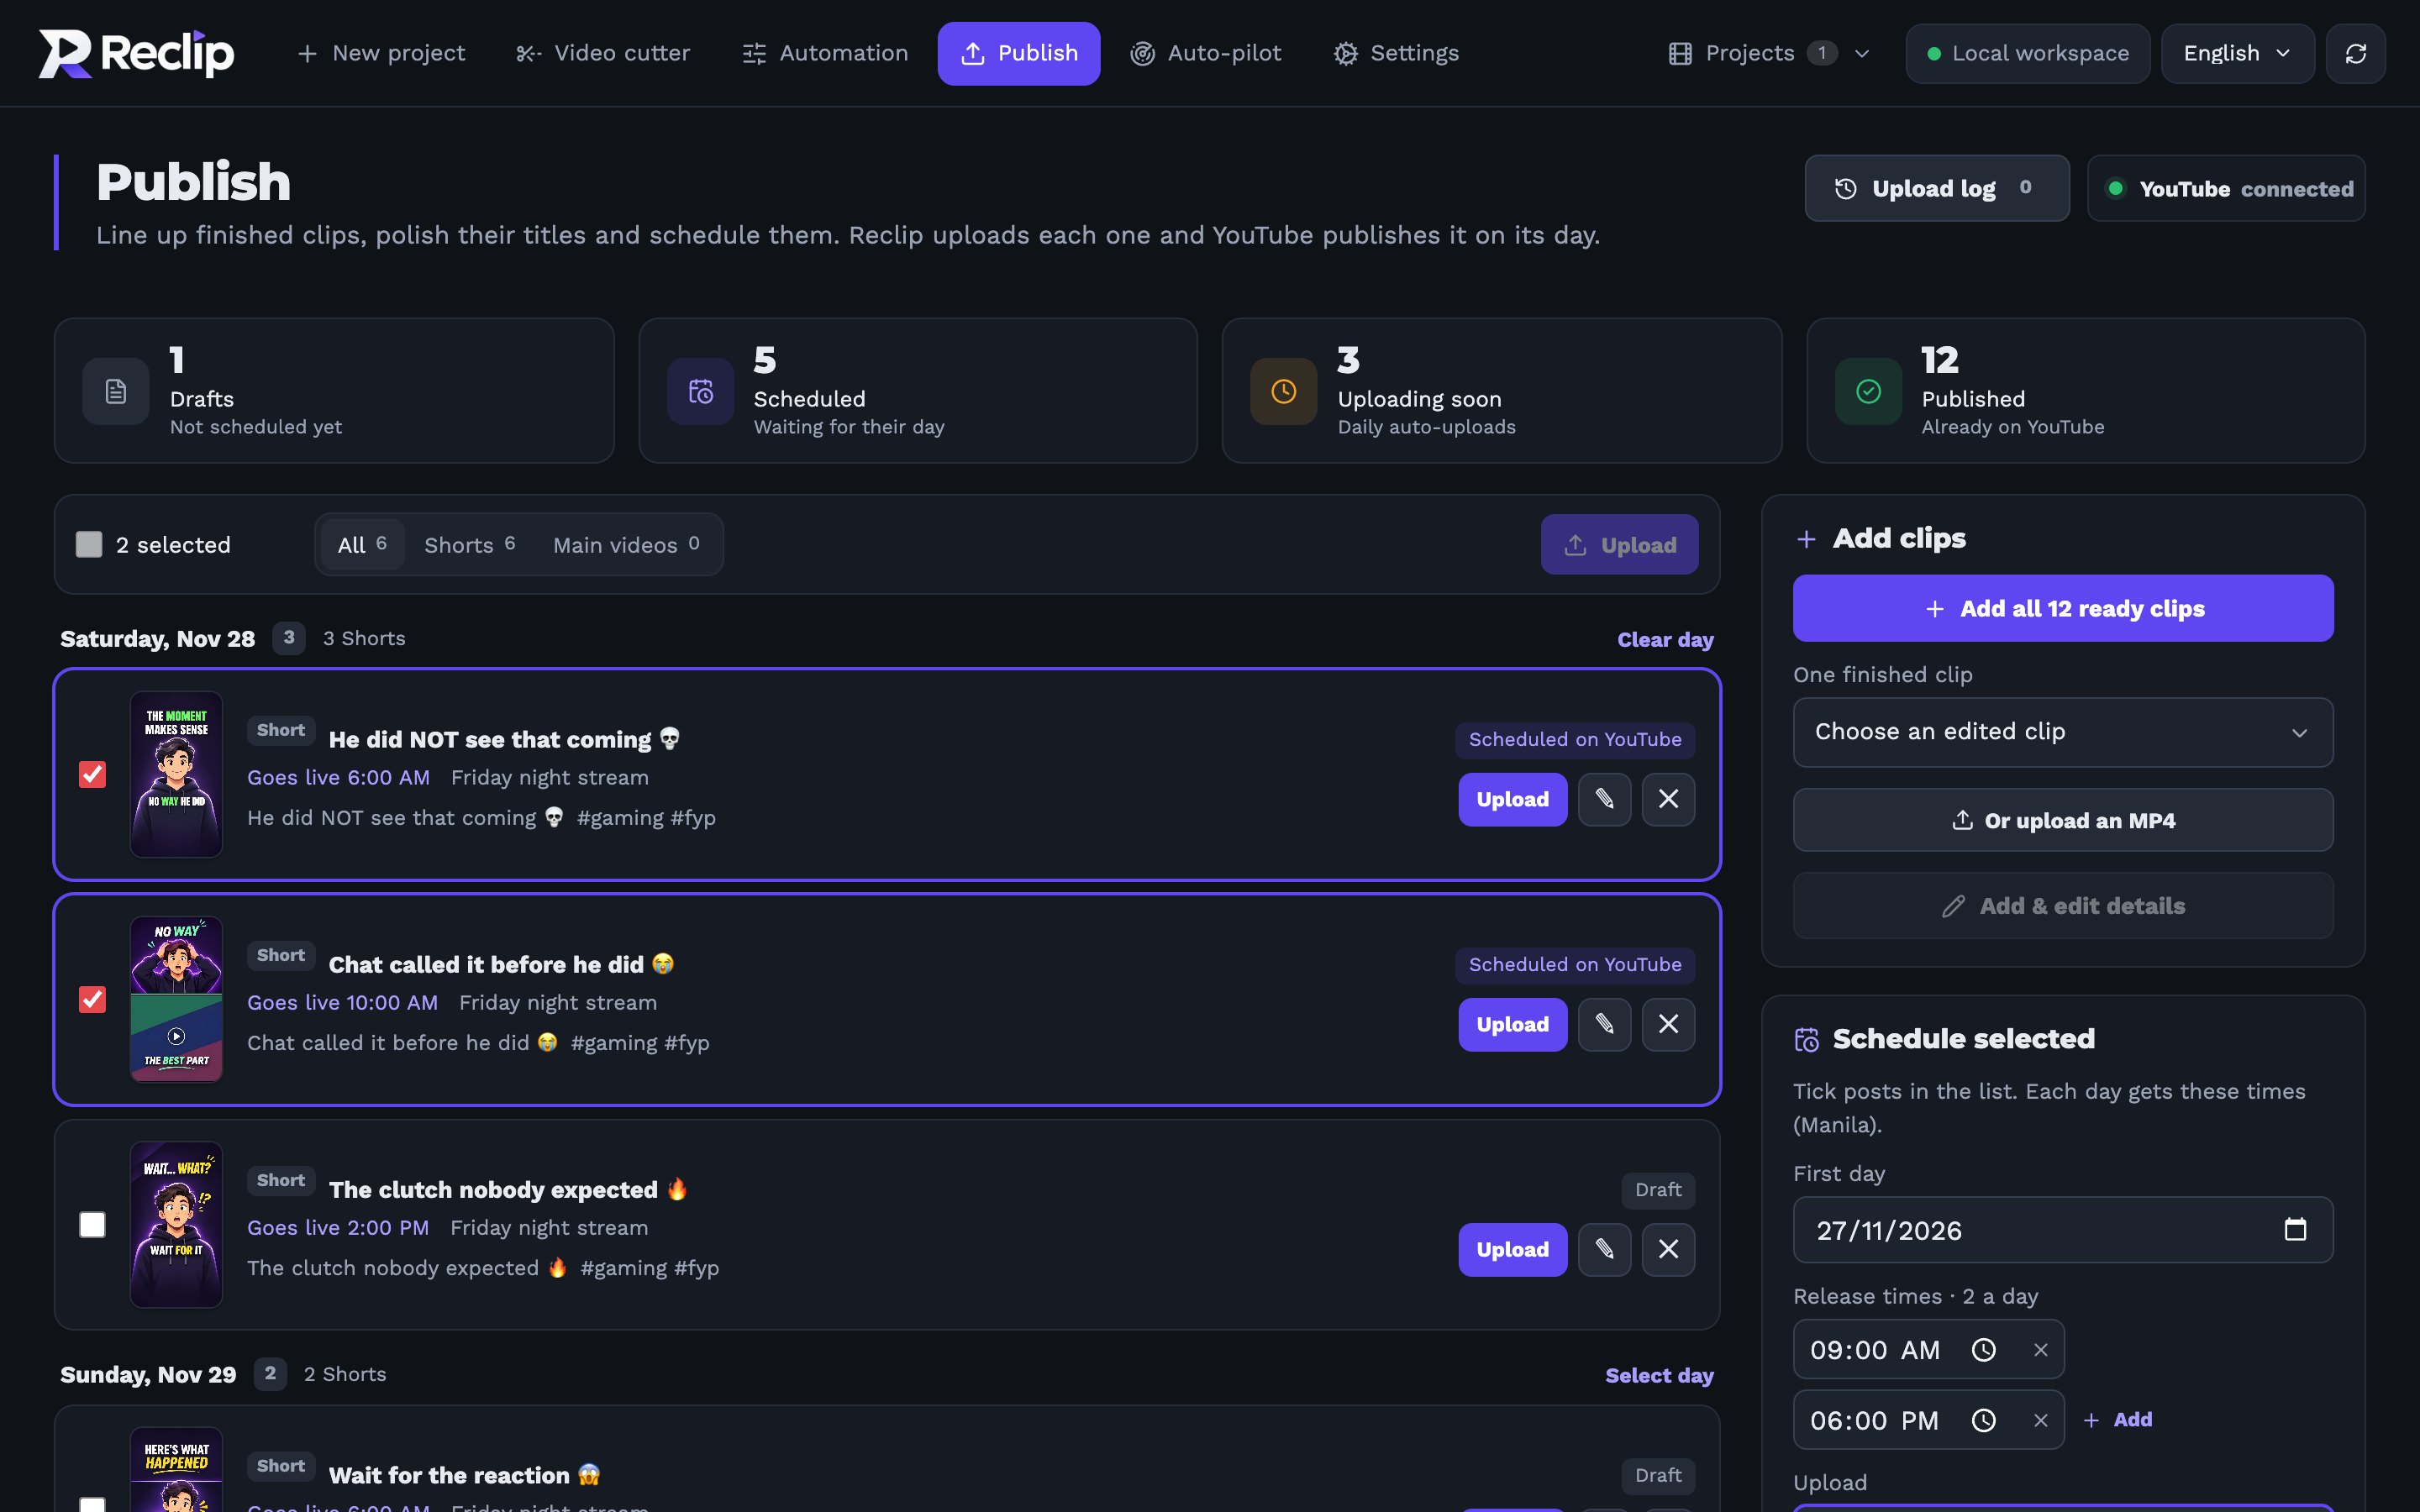 Reclip
New project
Video cutter
Automation
Publish
Auto-pilot
Settings
Projects 1
Local workspace
English
Publish
Line up finished clips, polish their titles and schedule them. Reclip uploads each one and YouTube publishes it on its day.
Upload log 0
YouTube connected
1
Drafts
Not scheduled yet
5
Scheduled
Waiting for their day
3
Uploading soon
Daily auto-uploads
12
Published
Already on YouTube
2 selected
All 6
Shorts 6
Main videos 0
Upload
Saturday, Nov 28 3 3 Shorts
Clear day
THE MOMENT
MAKES SENSE
NO WAY HE DID
Short He did NOT see that coming 💀
Goes live 6:00 AM Friday night stream
He did NOT see that coming 💀 #gaming #fyp
Scheduled on YouTube
Upload
NO WAY
THE BEST PART
Short Chat called it before he did 😭
Goes live 10:00 AM Friday night stream
Chat called it before he did 😭 #gaming #fyp
Scheduled on YouTube
Upload
WAIT... WHAT?
!?
WAIT FOR IT
Short The clutch nobody expected 🔥
Goes live 2:00 PM Friday night stream
The clutch nobody expected 🔥 #gaming #fyp
Draft
Upload
Sunday, Nov 29 2 2 Shorts
Select day
HERE'S WHAT
HAPPENED
Short Wait for the reaction 😱
Goes live 6:00 AM Friday night stream
Draft
Add clips
Add all 12 ready clips
One finished clip
Choose an edited clip
Or upload an MP4
Add & edit details
Schedule selected
Tick posts in the list. Each day gets these times
(Manila).
First day
27/11/2026
Release times · 2 a day
09:00 AM
06:00 PM
Add
Upload